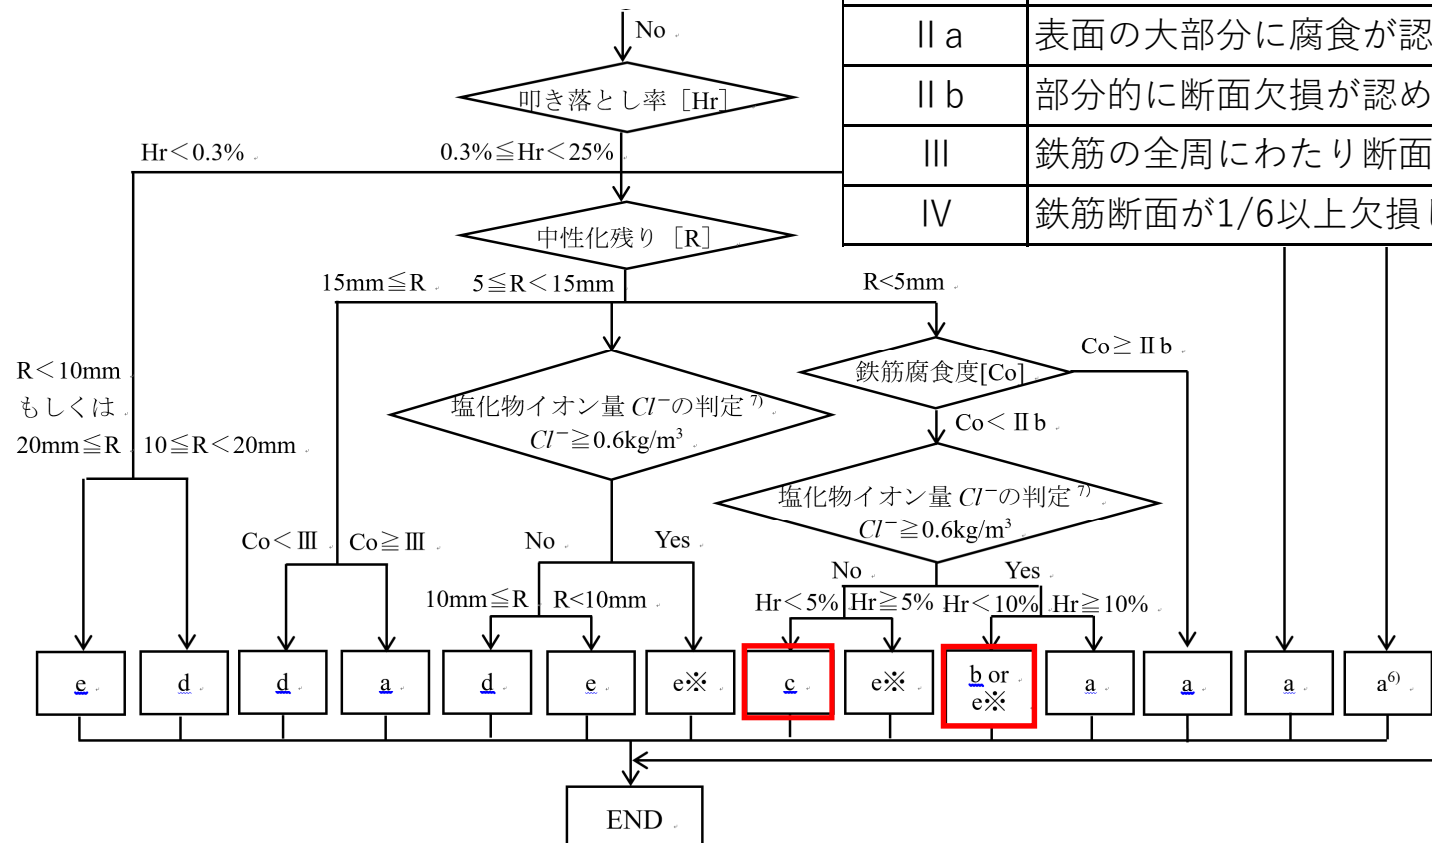 No
叩き落とし率［Hr］
Hr＜0.3%
0.3%≦Hr＜25%
Ⅱa
表面の大部分に腐食が認
Ⅱb
部分的に断面欠損が認め
Ⅲ
鉄筋の全周にわたり断面
Ⅳ
鉄筋断面が1/6以上欠損
中性化残り［R］
15mm≦R
5≦R＜15mm
R<5mm
R＜10mm
もしくは
20mm≦R
10≦R＜20mm
塩化物イオン量 Cl⁻の判定 7)
Cl⁻≧0.6kg/m³
鉄筋腐食度[Co]
Co≥Ⅱb
Co＜Ⅱb
塩化物イオン量 Cl⁻の判定 7)
Cl⁻≧0.6kg/m³
Co＜Ⅲ
Co≧Ⅲ
No
Yes
10mm≦R
R<10mm
No
Yes
Hr＜5%
Hr≧5%
Hr＜10%
Hr≧10%
e
d
d
a
d
e
e※
c
e※
b or
e※
a
a
a
a6)
END